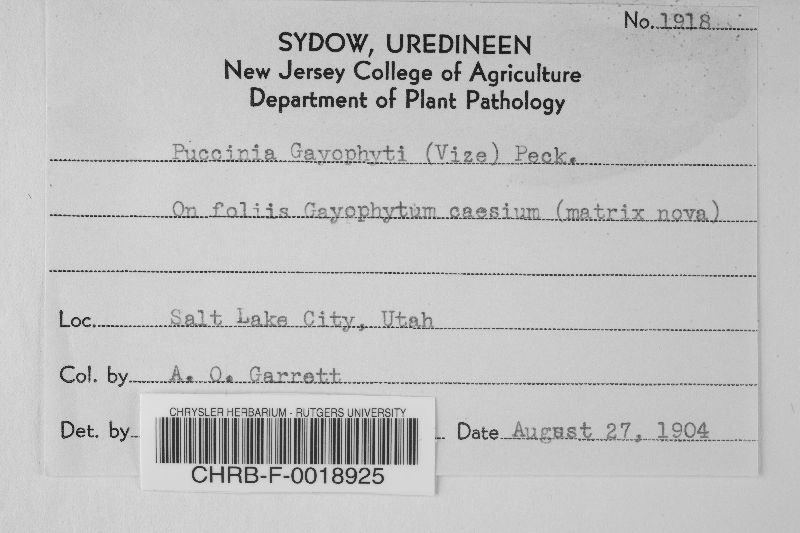 No. 1918
SYDOW, UREDINEEN
New Jersey College of Agriculture
Department of Plant Pathology
Puccinia Gayophyti (Vize) Peck.
On foliis Gayophytum caesium (matrix nova)
Loc. Salt Lake City, Utah
Col. by A. O. Garrett
Det. by Date August 27, 1904
CHRYSLER HERBARIUM - RUTGERS UNIVERSITY
CHRB-F-0018925